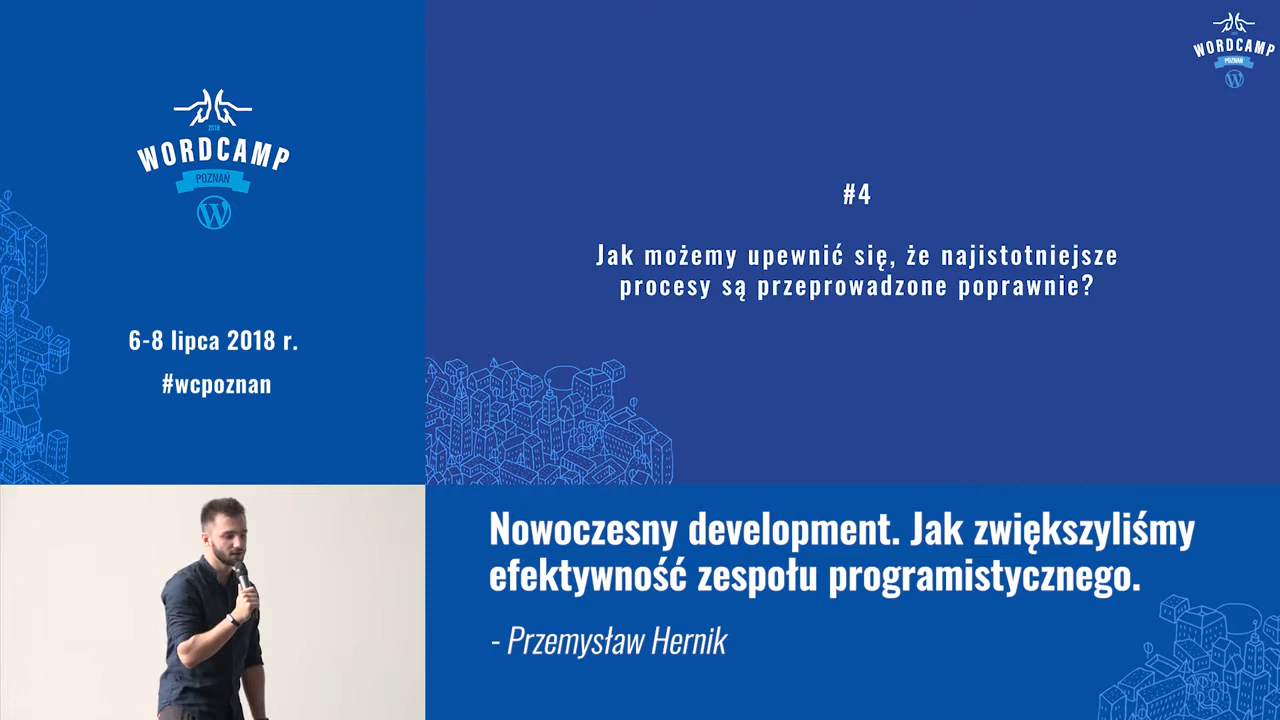 2018
WORDCAMP
POZNAŃ
6-8 lipca 2018 r.
#wcpoznan
WORDCAMP
POZNAŃ
#4
Jak możemy upewnić się, że najistotniejsze
procesy są przeprowadzone poprawnie?
Nowoczesny development. Jak zwiększyliśmy
efektywność zespołu programistycznego.
- Przemysław Hernik